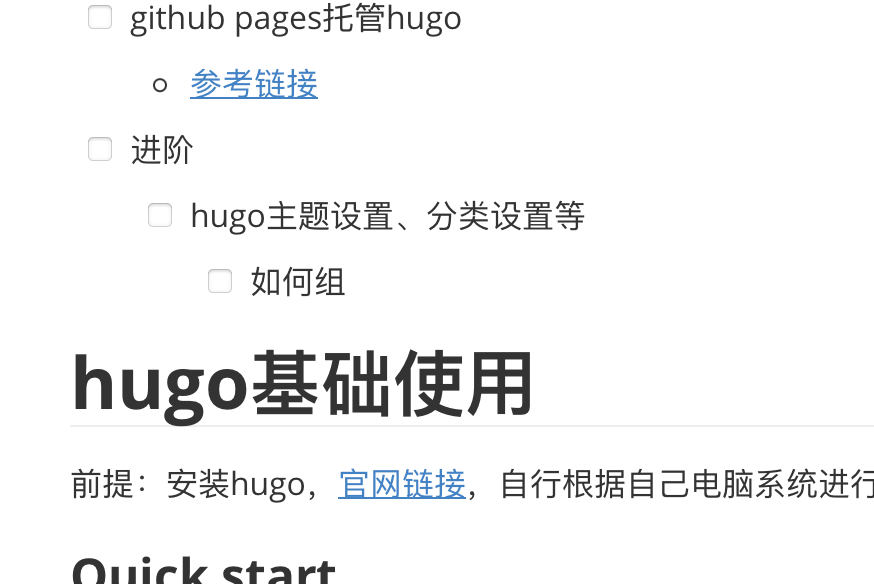 github pages托管hugo
参考链接
进阶
hugo主题设置、分类设置等
如何组
hugo基础使用
前提：安装hugo，官网链接，自行根据自己电脑系统进行
Quick start